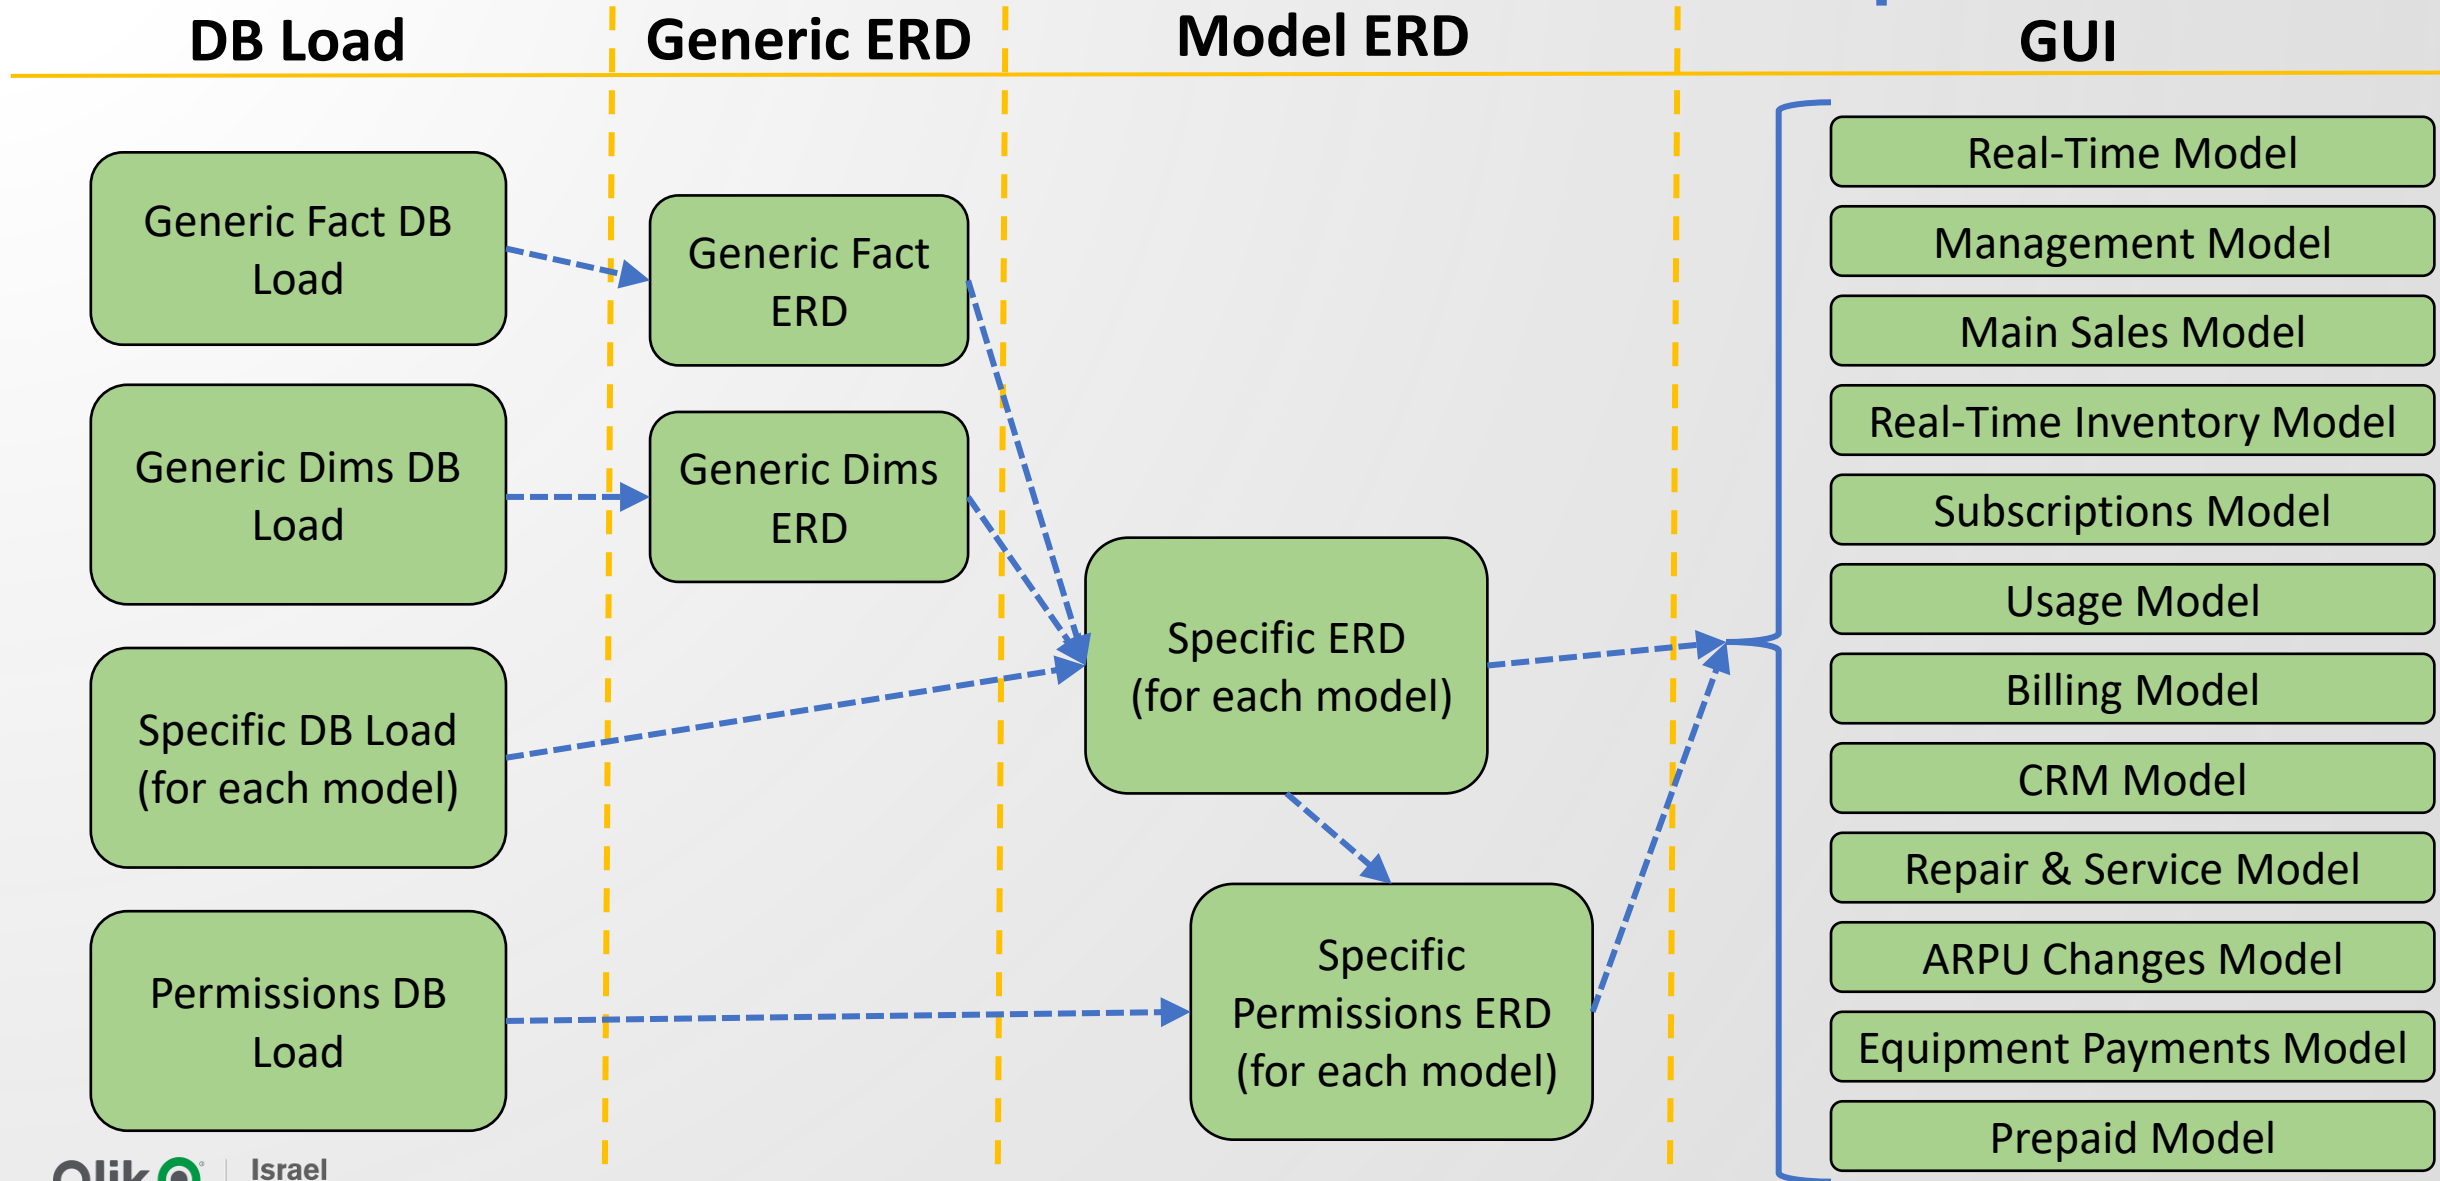 DB Load
Generic ERD
Model ERD
GUI
Generic Fact DB
Load
Generic Dims DB
Load
Specific DB Load
(for each model)
Permissions DB
Load
Generic Fact
ERD
Generic Dims
ERD
Specific ERD
(for each model)
Specific
Permissions ERD
(for each model)
Real-Time Model
Management Model
Main Sales Model
Real-Time Inventory Model
Subscriptions Model
Usage Model
Billing Model
CRM Model
Repair & Service Model
ARPU Changes Model
Equipment Payments Model
Prepaid Model
Qlik
Israel